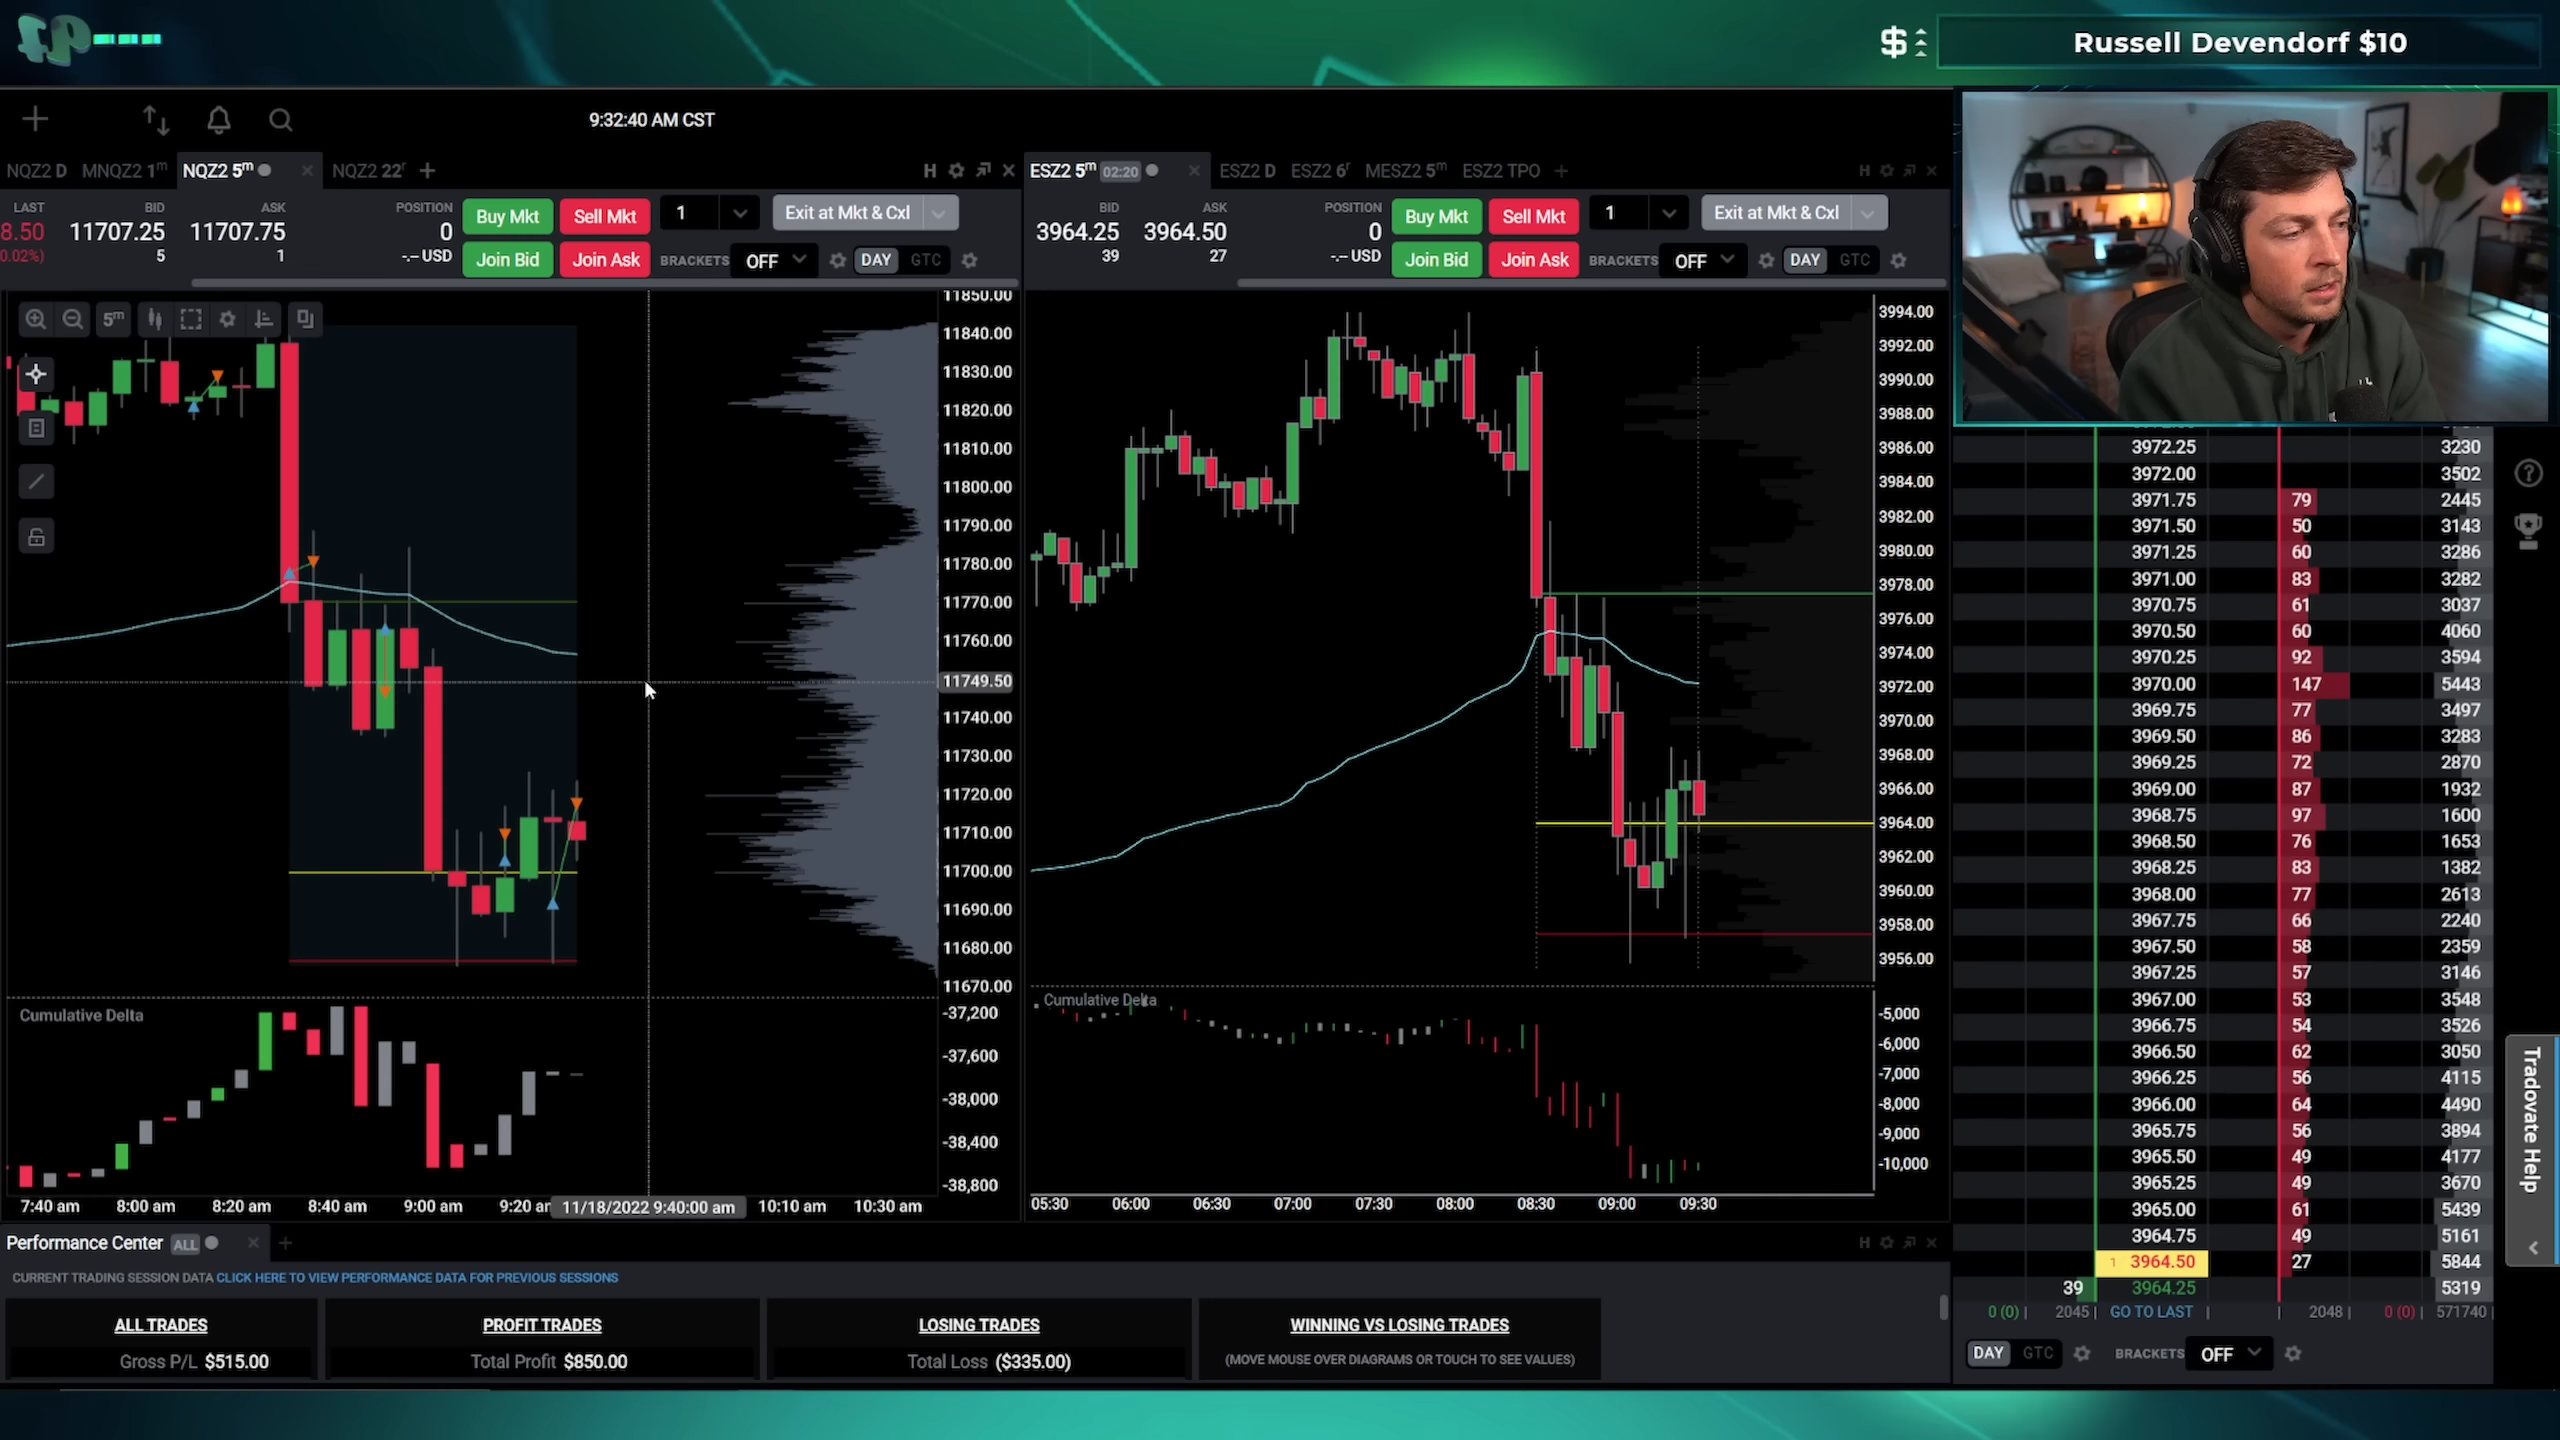 Russell Devendorf $10
9:32:40 AM CST
NQZ2 D
MNQZ2 1m
NQZ2 5m
NQZ2 22r
LAST
8.50
0.02%)
BID
11707.25
5
ASK
11707.75
1
POSITION
0
-.-- USD
Buy Mkt
Sell Mkt
1
Exit at Mkt & Cxl
Join Bid
Join Ask
BRACKETS
OFF
DAY
GTC
ESZ2 5m 02:20
ESZ2 D
ESZ2 6r
MESZ2 5m
ESZ2 TPO
BID
3964.25
39
ASK
3964.50
27
POSITION
0
-.-- USD
Buy Mkt
Sell Mkt
1
Exit at Mkt & Cxl
Join Bid
Join Ask
BRACKETS
OFF
DAY
GTC
5m
11850.00
11840.00
11830.00
11820.00
11810.00
11800.00
11790.00
11780.00
11770.00
11760.00
11749.50
11740.00
11730.00
11720.00
11710.00
11700.00
11690.00
11680.00
11670.00
Cumulative Delta
-37,200
-37,600
-38,000
-38,400
-38,800
7:40 am
8:00 am
8:20 am
8:40 am
9:00 am
9:20 am
11/18/2022 9:40:00 am
10:10 am
10:30 am
3994.00
3992.00
3990.00
3988.00
3986.00
3984.00
3982.00
3980.00
3978.00
3976.00
3974.00
3972.00
3970.00
3968.00
3966.00
3964.00
3962.00
3960.00
3958.00
3956.00
Cumulative Delta
-5,000
-6,000
-7,000
-8,000
-9,000
-10,000
05:30
06:00
06:30
07:00
07:30
08:00
08:30
09:00
09:30
3972.25 3230
3972.00 3502
3971.75 79 2445
3971.50 50 3143
3971.25 60 3286
3971.00 83 3282
3970.75 61 3037
3970.50 60 4060
3970.25 92 3594
3970.00 147 5443
3969.75 77 3497
3969.50 86 3283
3969.25 72 2870
3969.00 87 1932
3968.75 97 1600
3968.50 76 1653
3968.25 83 1382
3968.00 77 2613
3967.75 66 2240
3967.50 58 2359
3967.25 57 3146
3967.00 53 3548
3966.75 54 3526
3966.50 62 3050
3966.25 56 4115
3966.00 64 4490
3965.75 56 3894
3965.50 49 4177
3965.25 49 3670
3965.00 61 5439
3964.75 49 5161
1 3964.50 27 5844
39 3964.25 5319
0 (0) 2045 GO TO LAST 2048 0 (0) 571740
DAY
GTC
BRACKETS
OFF
Tradovate Help
Performance Center ALL
CURRENT TRADING SESSION DATA CLICK HERE TO VIEW PERFORMANCE DATA FOR PREVIOUS SESSIONS
ALL TRADES
Gross P/L $515.00
PROFIT TRADES
Total Profit $850.00
LOSING TRADES
Total Loss ($335.00)
WINNING VS LOSING TRADES
(MOVE MOUSE OVER DIAGRAMS OR TOUCH TO SEE VALUES)